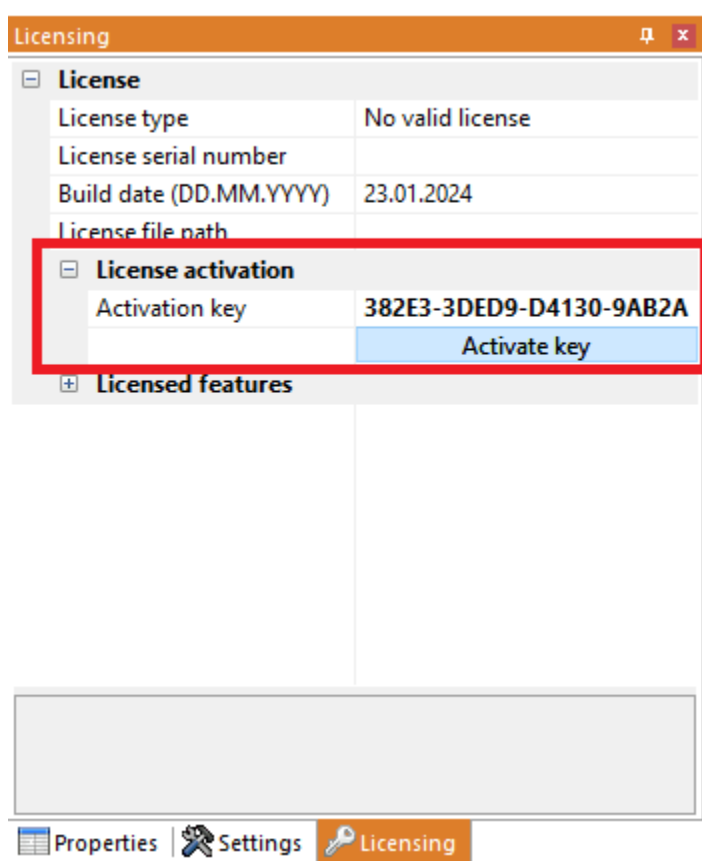 Licensing
License
License type No valid license
License serial number
Build date (DD.MM.YYYY) 23.01.2024
License file path
License activation
Activation key 382E3-3DED9-D4130-9AB2A
Activate key
Licensed features
Properties Settings Licensing